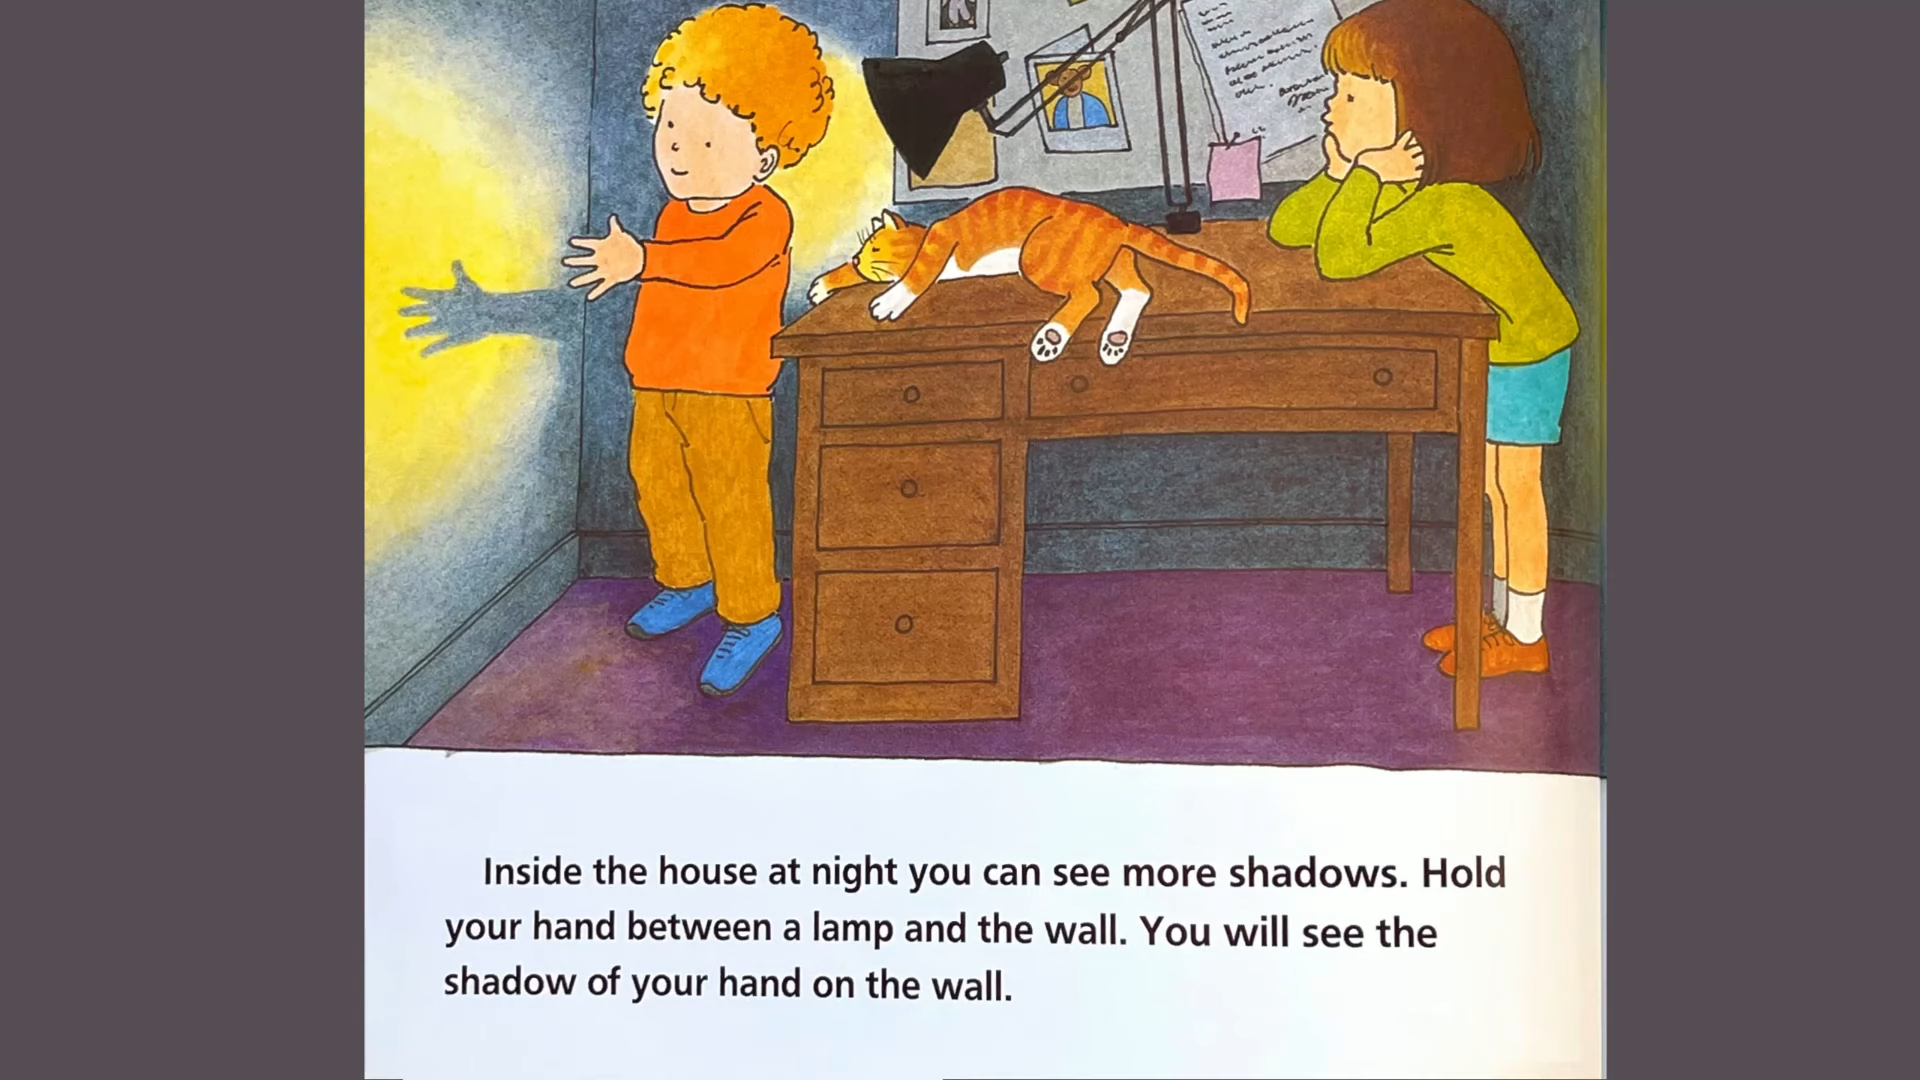 Inside the house at night you can see more shadows. Hold
your hand between a lamp and the wall. You will see the
shadow of your hand on the wall.